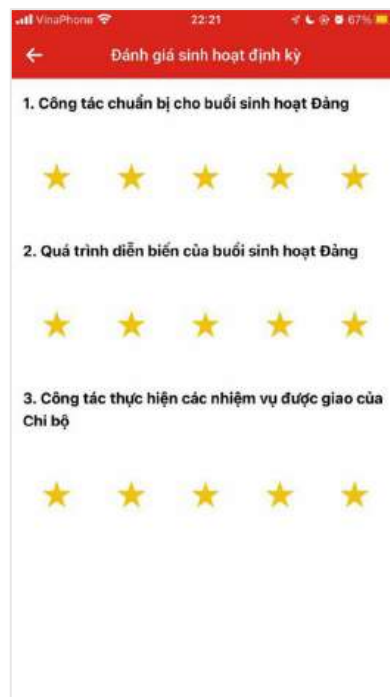 VinaPhone 22:21 67%
Đánh giá sinh hoạt định kỳ
1. Công tác chuẩn bị cho buổi sinh hoạt Đảng
2. Quá trình diễn biến của buổi sinh hoạt Đảng
3. Công tác thực hiện các nhiệm vụ được giao của
Chi bộ